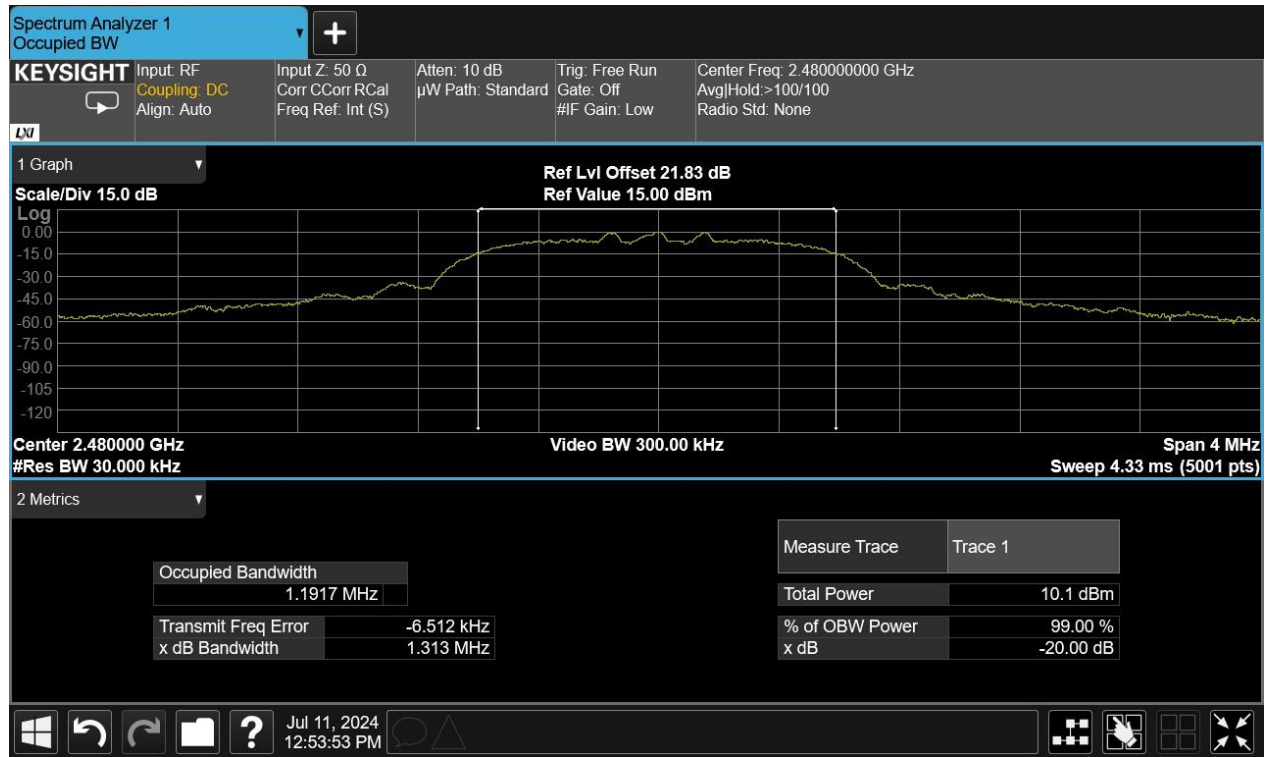 Spectrum Analyzer 1
Occupied BW
KEYSIGHT
LXI
Input: RF
Coupling: DC
Align: Auto
Input Z: 50 Ω
Corr CCorr RCal
Freq Ref: Int (S)
Atten: 10 dB
µW Path: Standard
Trig: Free Run
Gate: Off
#IF Gain: Low
Center Freq: 2.480000000 GHz
Avg|Hold:>100/100
Radio Std: None
1 Graph
Scale/Div 15.0 dB
Ref Lvl Offset 21.83 dB
Ref Value 15.00 dBm
Log
0.00
-15.0
-30.0
-45.0
-60.0
-75.0
-90.0
-105
-120
Center 2.480000 GHz
#Res BW 30.000 kHz
Video BW 300.00 kHz
Span 4 MHz
Sweep 4.33 ms (5001 pts)
2 Metrics
Occupied Bandwidth
1.1917 MHz
Transmit Freq Error -6.512 kHz
x dB Bandwidth 1.313 MHz
Measure Trace Trace 1
Total Power 10.1 dBm
% of OBW Power 99.00 %
x dB -20.00 dB
?
Jul 11, 2024
12:53:53 PM